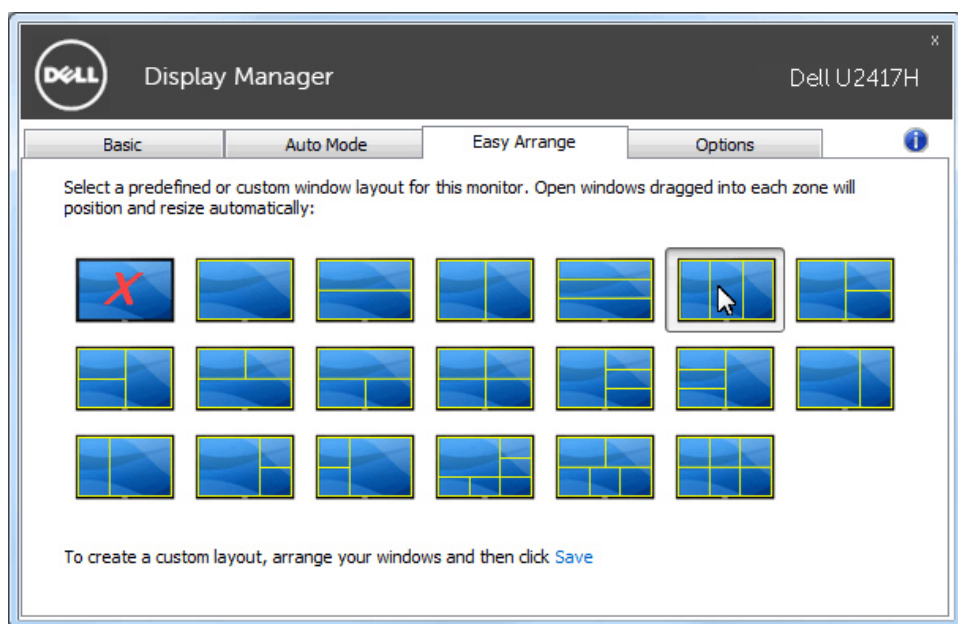 DELL
Display Manager
x
Dell U2417H
Basic
Auto Mode
Easy Arrange
Options
i
Select a predefined or custom window layout for this monitor. Open windows dragged into each zone will
position and resize automatically:
X
To create a custom layout, arrange your windows and then click Save